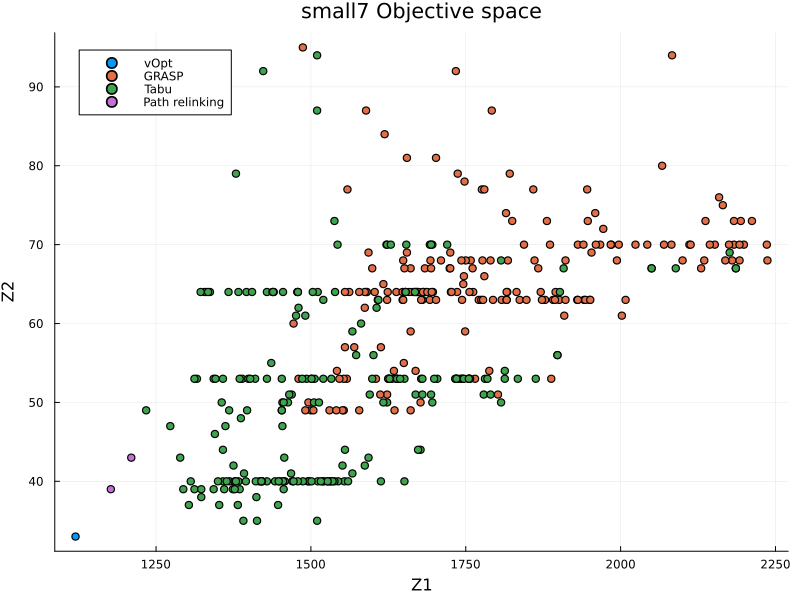 small7 Objective space
vOpt
GRASP
Tabu
Path relinking
90
80
70
60
50
40
Z2
1250
1500
1750
2000
2250
Z1